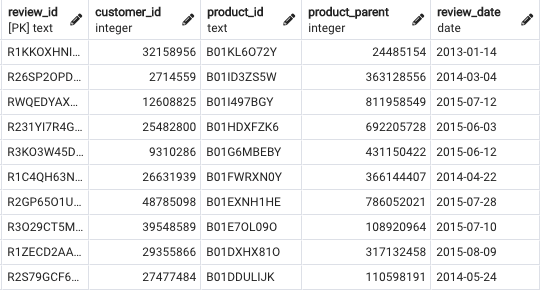 review_id customer_id product_id product_parent review_date
[PK] text integer text integer date
R1KKOXHNI... 32158956 B01KL6O72Y 24485154 2013-01-14
R26SP2OPD... 2714559 B01ID3ZS5W 363128556 2014-03-04
RWQEDYAX... 12608825 B01I497BGY 811958549 2015-07-12
R231YI7R4G... 25482800 B01HDXFZK6 692205728 2015-06-03
R3KO3W45D... 9310286 B01G6MBEBY 431150422 2015-06-12
R1C4QH63N... 26631939 B01FWRXN0Y 366144407 2014-04-22
R2GP65O1U... 48785098 B01EXNH1HE 786052021 2015-07-28
R3O29CT5M... 39548589 B01E7OL09O 108920964 2015-07-10
R1ZECD2AA... 29355866 B01DXHX81O 317132458 2015-08-09
R2S79GCF6... 27477484 B01DDULIJK 110598191 2014-05-24